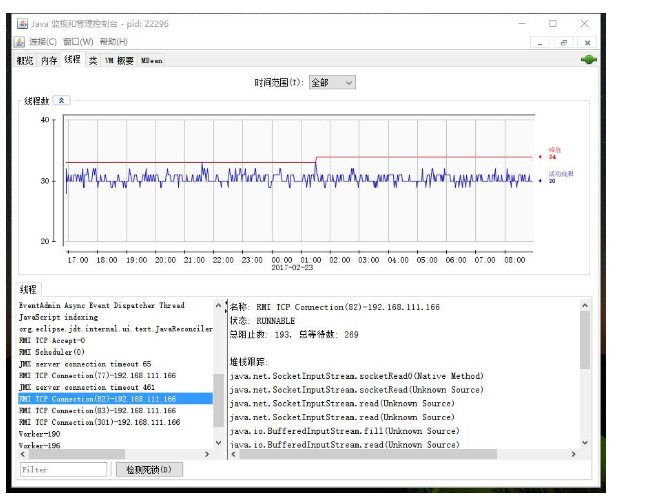 Java 监视和管理控制台 - pid: 22296
连接(C) 窗口(W) 帮助(H)
概览 内存 线程 类 VM 概要 MBean
时间范围(T): 全部
线程数
40
30
20
峰值
34
活动线程
30
17:00 18:00 19:00 20:00 21:00 22:00 23:00 00:00 01:00 02:00 03:00 04:00 05:00 06:00 07:00 08:00
2017-02-23
线程
EventAdmin Async Event Dispatcher Thread
JavaScript indexing
org.eclipse.jdt.internal.ui.text.JavaReconciler
RMI TCP Accept-0
RMI Scheduler(0)
JMX server connection timeout 65
RMI TCP Connection(77)-192.168.111.166
JMX server connection timeout 461
RMI TCP Connection(82)-192.168.111.166
RMI TCP Connection(83)-192.168.111.166
RMI TCP Connection(301)-192.168.111.166
Worker-190
Worker-196
Filter
检测死锁(D)
名称: RMI TCP Connection(82)-192.168.111.166
状态: RUNNABLE
总阻止数: 193, 总等待数: 269
堆栈跟踪:
java.net.SocketInputStream.socketRead0(Native Method)
java.net.SocketInputStream.socketRead(Unknown Source)
java.net.SocketInputStream.read(Unknown Source)
java.net.SocketInputStream.read(Unknown Source)
java.io.BufferedInputStream.fill(Unknown Source)
java.io.BufferedInputStream.read(Unknown Source)